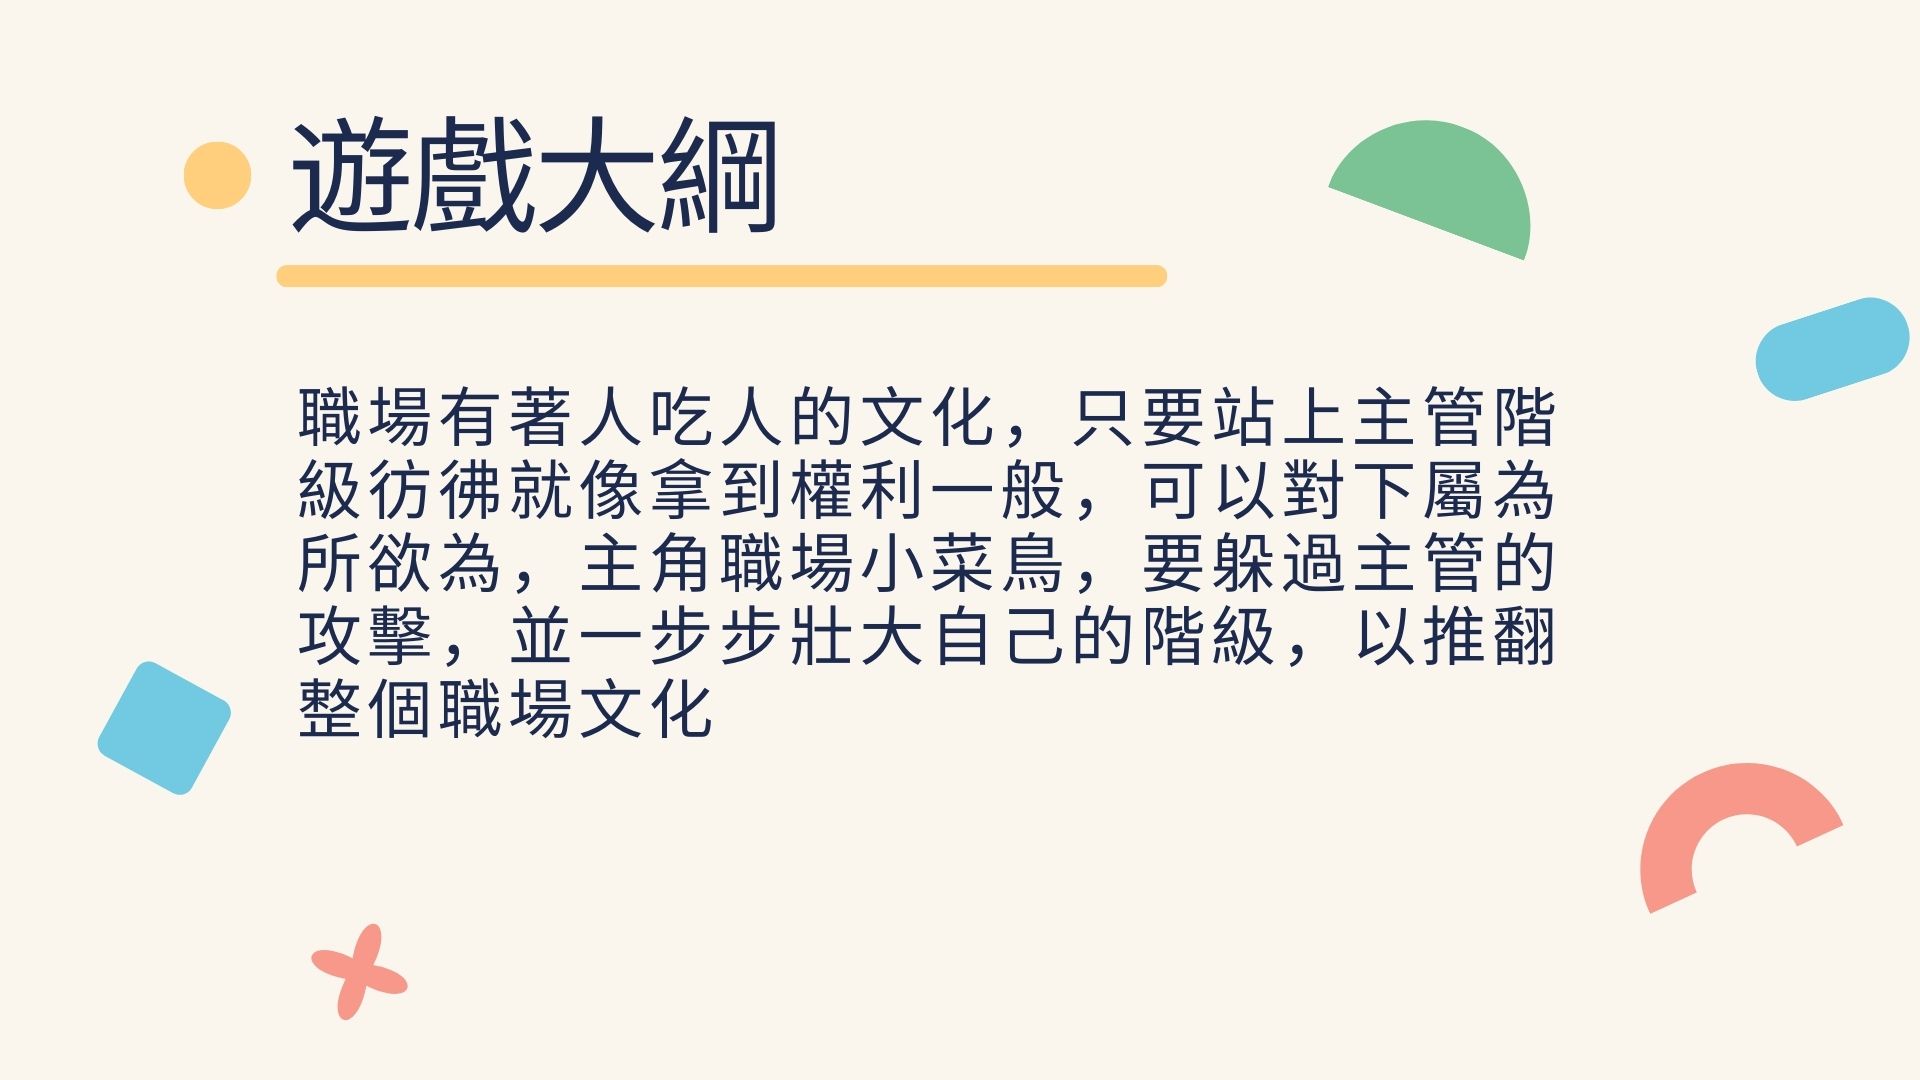 遊戲大綱
職場有著人吃人的文化，只要站上主管階
級彷彿就像拿到權利一般，可以對下屬為
所欲為，主角職場小菜鳥，要躲過主管的
攻擊，並一步步壯大自己的階級，以推翻
整個職場文化